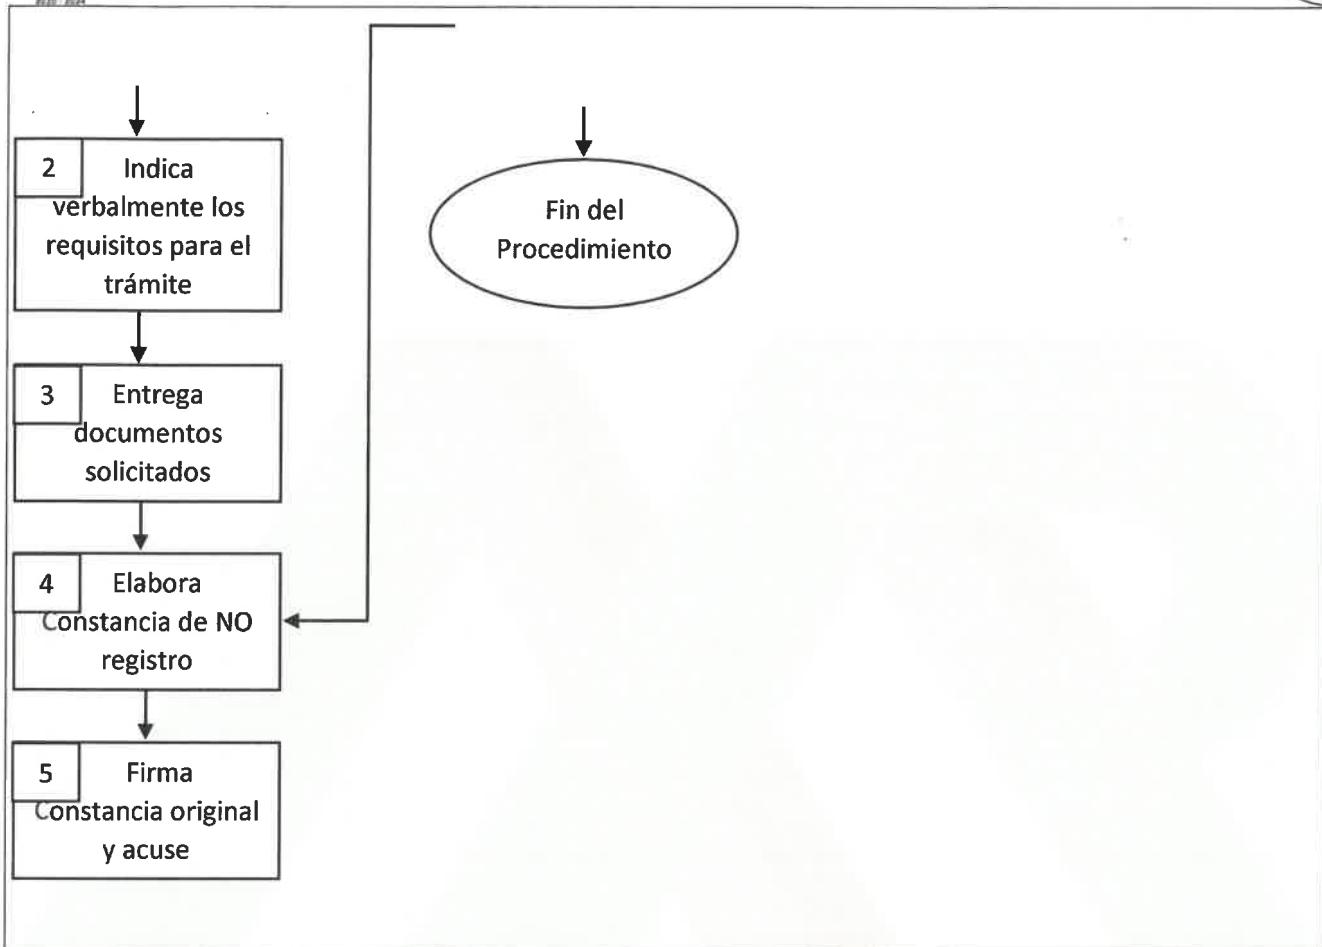 2 Indica
verbalmente los
requisitos para el
trámite
3 Entrega
documentos
solicitados
4 Elabora
Constancia de NO
registro
5 Firma
Constancia original
y acuse
Fin del
Procedimiento